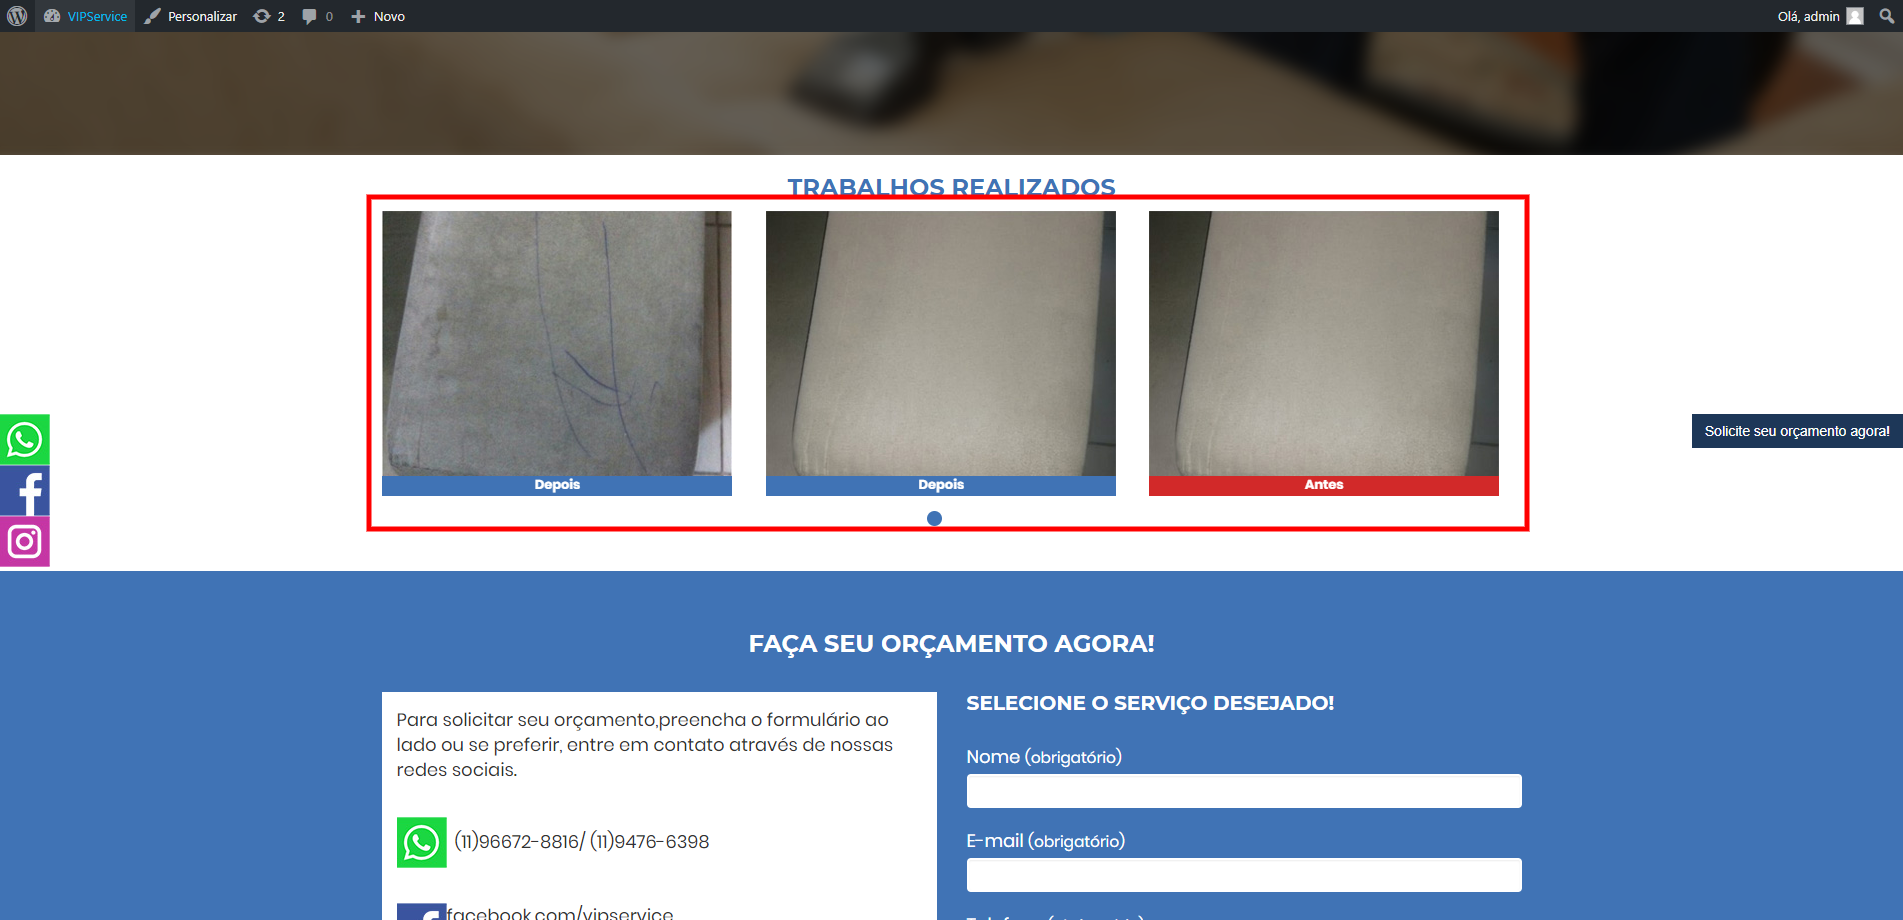 VIPService Personalizar 2 0 Novo Olá, admin
TRABALHOS REALIZADOS
Depois Depois Antes
Solicite seu orçamento agora!
FAÇA SEU ORÇAMENTO AGORA!
Para solicitar seu orçamento,preencha o formulário ao
lado ou se preferir, entre em contato através de nossas
redes sociais.
(11)96672-8816/ (11)9476-6398
facebook.com/vipservice
SELECIONE O SERVIÇO DESEJADO!
Nome (obrigatório)
E-mail (obrigatório)